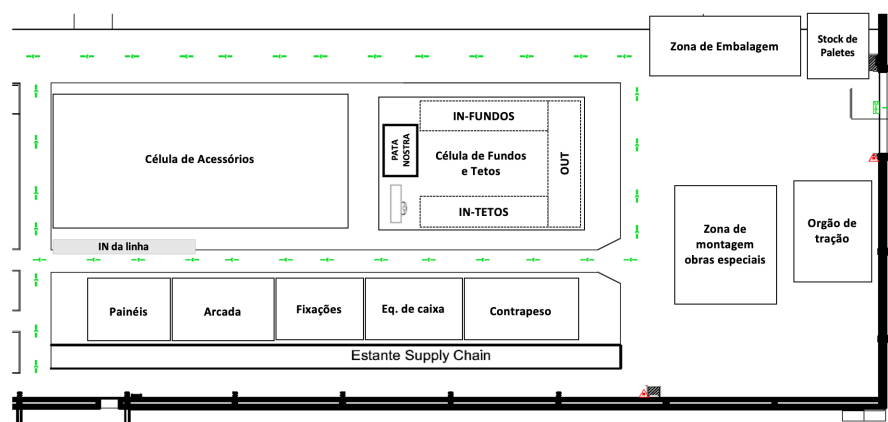 Zona de Embalagem
Stock de
Paletes
IN-FUNDOS
PATA
NOSTRA
Célula de Acessórios
Célula de Fundos
e Tetos
OUT
IN-TETOS
Zona de
montagem
obras especiais
Orgão de
tração
IN da linha
Painéis
Arcada
Fixações
Eq. de caixa
Contrapeso
Estante Supply Chain